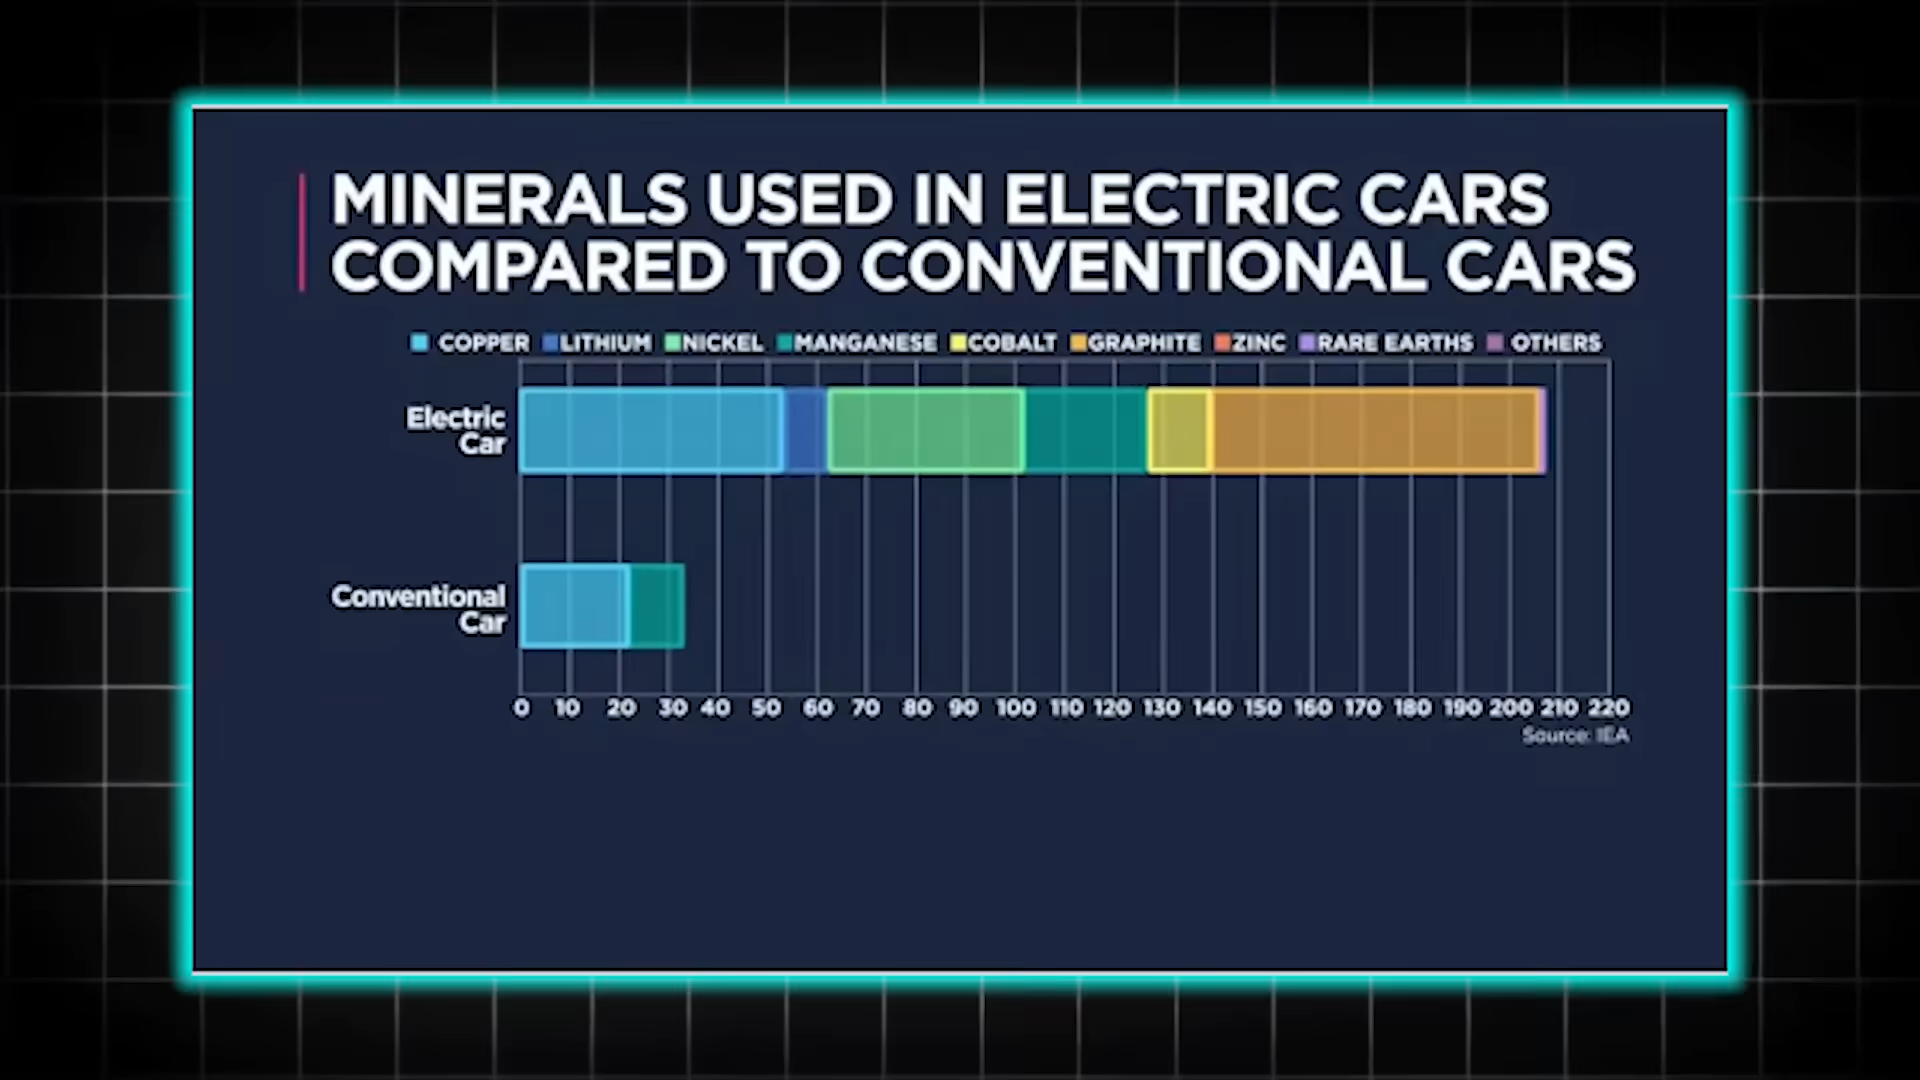 MINERALS USED IN ELECTRIC CARS
COMPARED TO CONVENTIONAL CARS
COPPER LITHIUM NICKEL MANGANESE COBALT GRAPHITE ZINC RARE EARTHS OTHERS
Electric
Car
Conventional
Car
0 10 20 30 40 50 60 70 80 90 100 110 120 130 140 150 160 170 180 190 200 210 220
Source: IEA